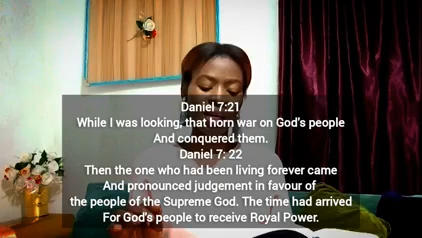 Daniel 7:21
While I was looking, that horn war on God's people
And conquered them.
Daniel 7: 22
Then the one who had been living forever came
And pronounced judgement in favour of
the people of the Supreme God. The time had arrived
For God's people to receive Royal Power.